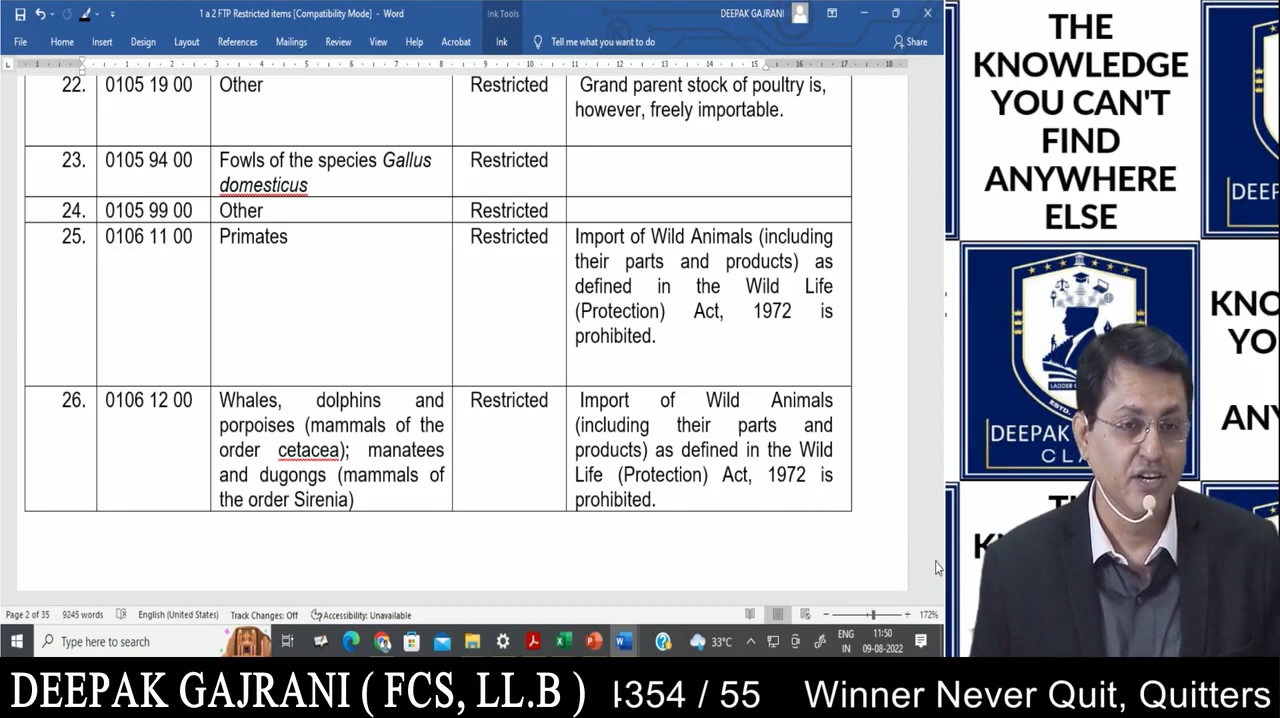 1 a 2 FTP Restricted items [Compatibility Mode] - Word
Ink Tools
DEEPAK GAJRANI
File Home Insert Design Layout References Mailings Review View Help Acrobat Ink Tell me what you want to do Share
22. 0105 19 00 Other Restricted Grand parent stock of poultry is,
however, freely importable.
23. 0105 94 00 Fowls of the species Gallus Restricted
domesticus
24. 0105 99 00 Other Restricted
25. 0106 11 00 Primates Restricted Import of Wild Animals (including
their parts and products) as
defined in the Wild Life
(Protection) Act, 1972 is
prohibited.
26. 0106 12 00 Whales, dolphins and Restricted Import of Wild Animals
porpoises (mammals of the (including their parts and
order cetacea); manatees products) as defined in the Wild
and dugongs (mammals of Life (Protection) Act, 1972 is
the order Sirenia) prohibited.
Page 2 of 35 9245 words English (United States) Track Changes: Off Accessibility: Unavailable 172%
Type here to search
33°C
ENG
IN
11:50
09-08-2022
THE
KNOWLEDGE
YOU CAN'T
FIND
ANYWHERE
ELSE
DEEP
KNO
YO
AN
LADDER
ESTD.
DEEPAK
CLA
DEEPAK GAJRANI ( FCS, LL.B ) 354 / 55 Winner Never Quit, Quitters